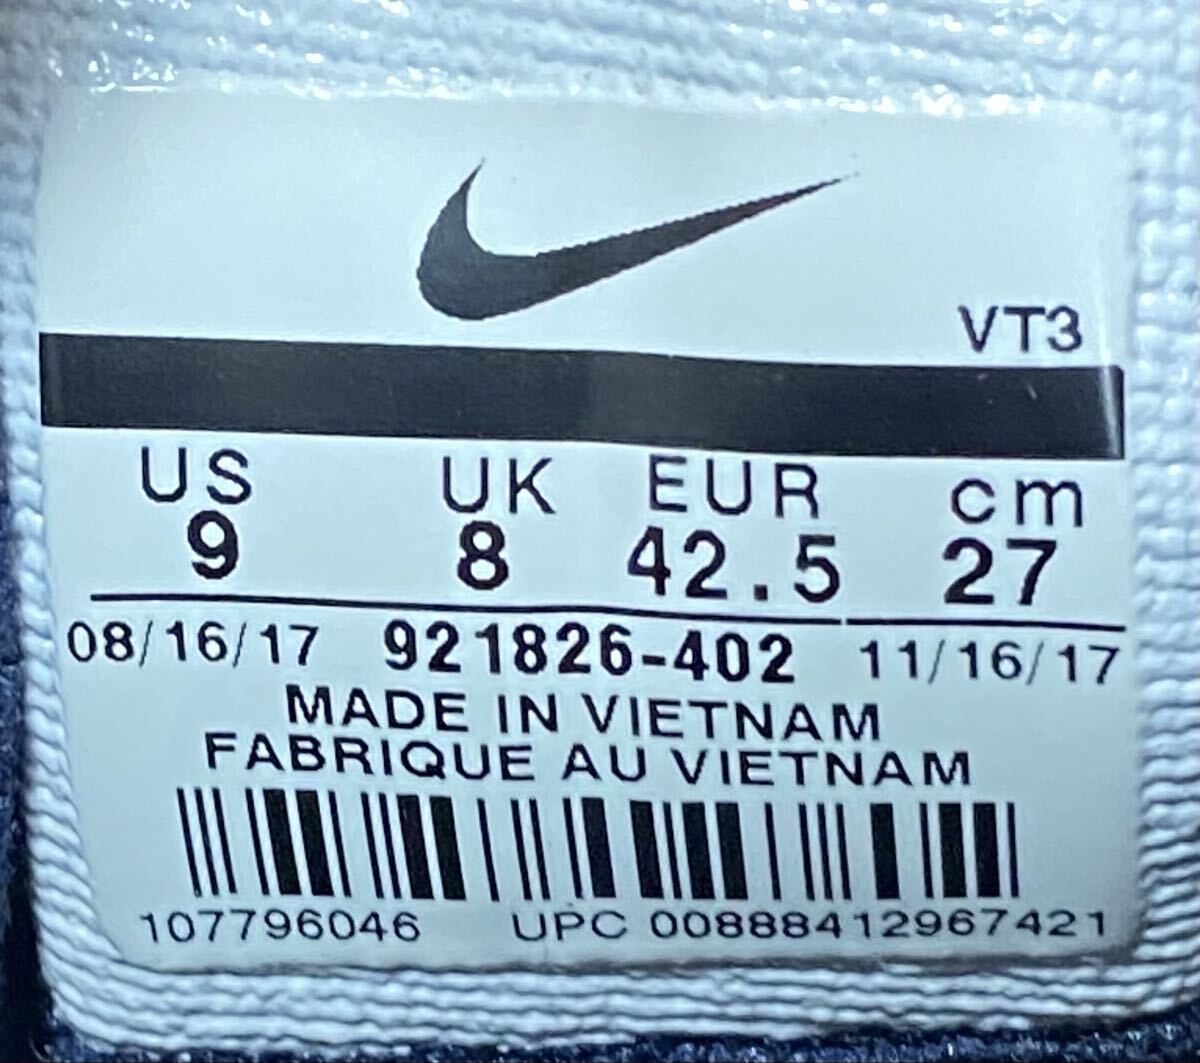 VT3
US UK EUR cm
9 8 42.5 27
08/16/17 921826-402 11/16/17
MADE IN VIETNAM
FABRIQUE AU VIETNAM
107796046 UPC 00888412967421